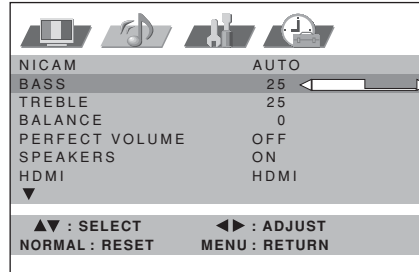 NICAM AUTO
BASS 25
TREBLE 25
BALANCE 0
PERFECT VOLUME OFF
SPEAKERS ON
HDMI HDMI
▼
▲▼ : SELECT ◀▶ : ADJUST
NORMAL : RESET MENU : RETURN